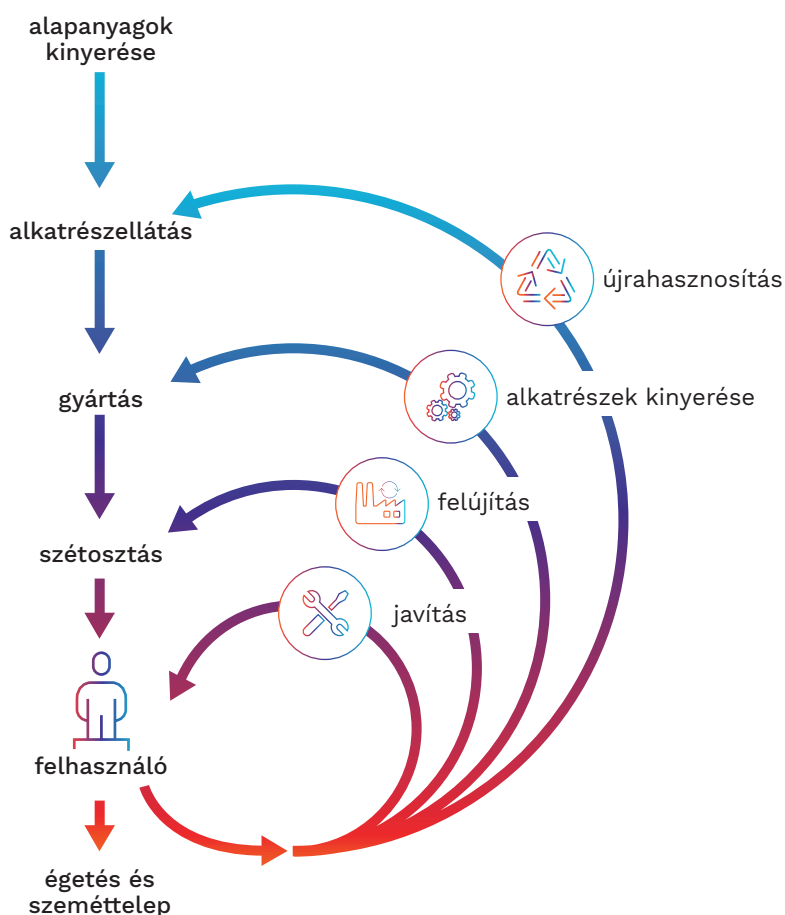 alapanyagok
kinyerése
alkatrészellátás
újrahasznosítás
gyártás
alkatrészek kinyerése
felújítás
szétosztás
javítás
felhasználó
égetés és
szeméttelep